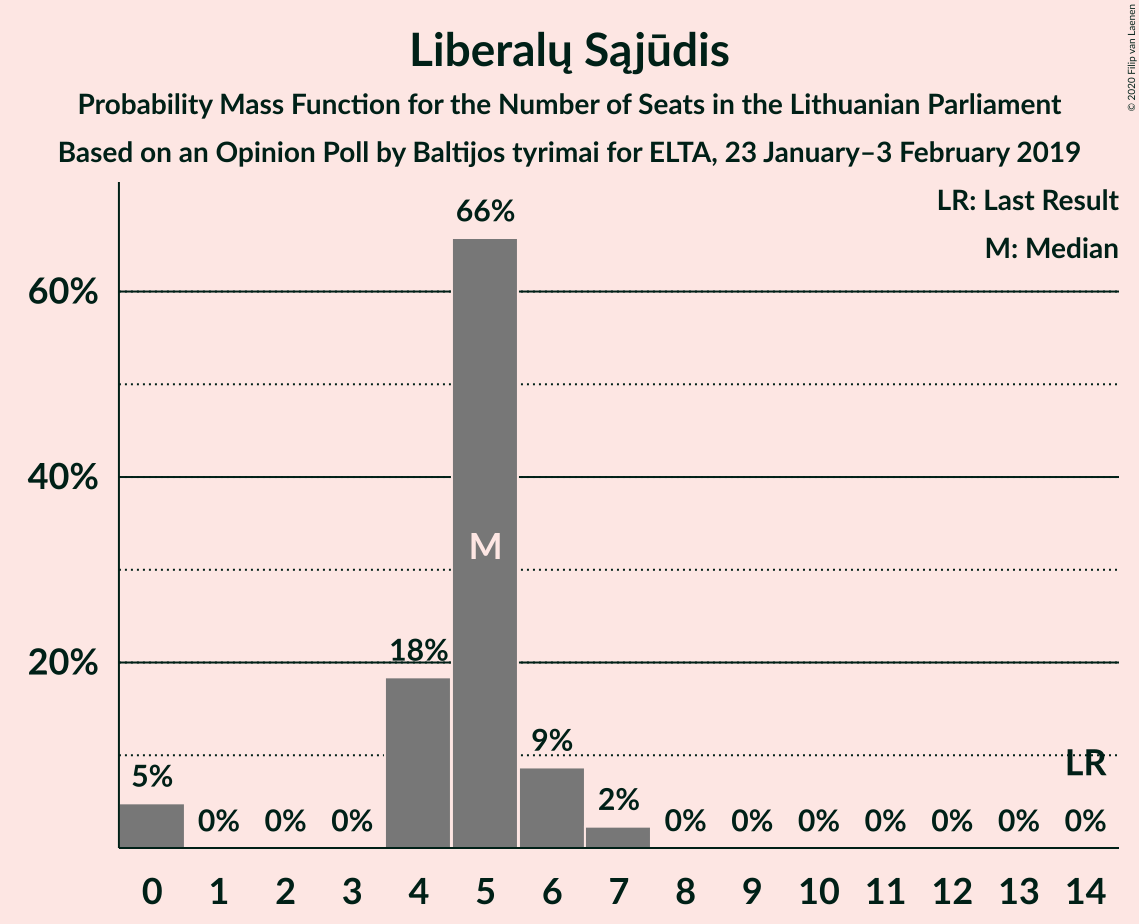 Liberalų Sąjūdis
Probability Mass Function for the Number of Seats in the Lithuanian Parliament
Based on an Opinion Poll by Baltijos tyrimai for ELTA, 23 January–3 February 2019
© 2020 Filip van Laenen
LR: Last Result
M: Median
66%
60%
40%
M
18%
20%
9%
LR
5%
2%
0% 0% 0% 0% 0% 0% 0% 0% 0% 0%
0 1 2 3 4 5 6 7 8 9 10 11 12 13 14